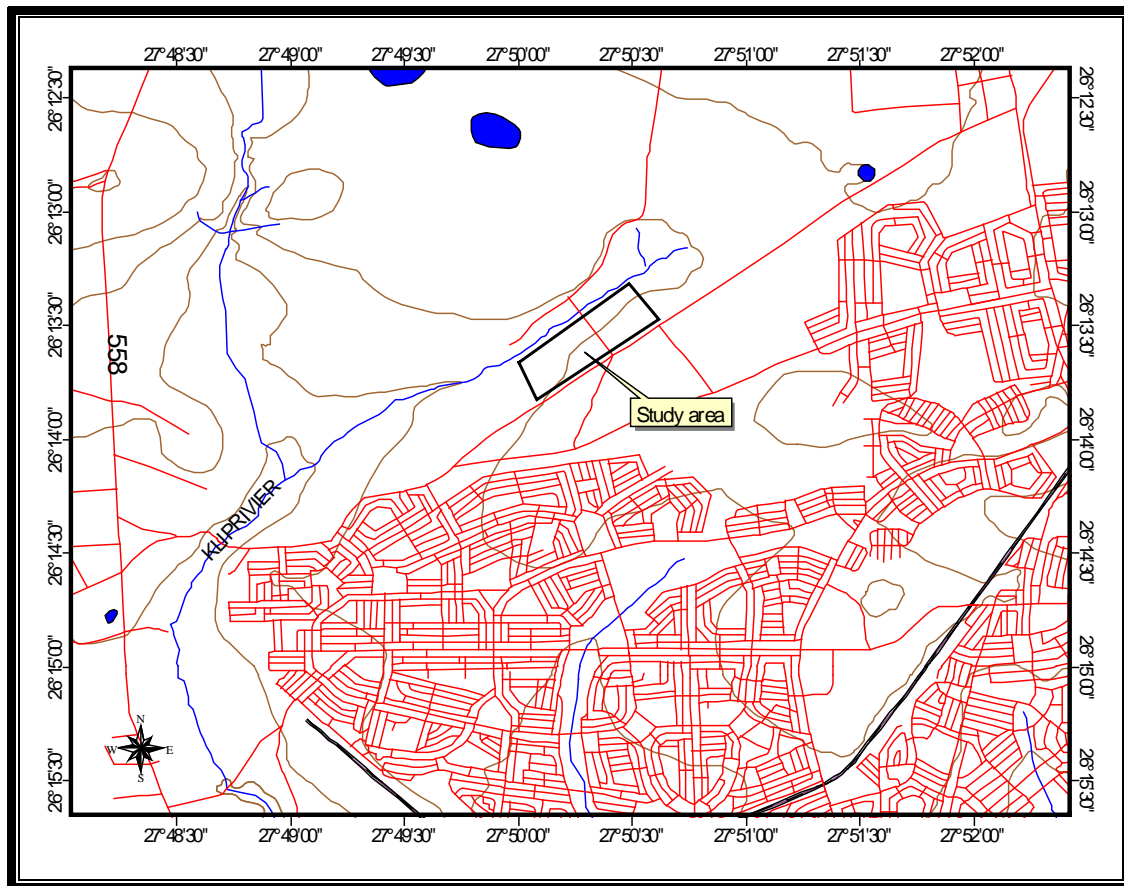 27°48'30" 27°49'00" 27°49'30" 27°50'00" 27°50'30" 27°51'00" 27°51'30" 27°52'00"
26°12'30" 26°12'30"
26°13'00" 26°13'00"
26°13'30" 26°13'30"
558
Study area
26°14'00" 26°14'00"
KLIPRIVIER
26°14'30" 26°14'30"
26°15'00" 26°15'00"
N
W E
S
26°15'30" 26°15'30"
27°48'30" 27°49'00" 27°49'30" 27°50'00" 27°50'30" 27°51'00" 27°51'30" 27°52'00"